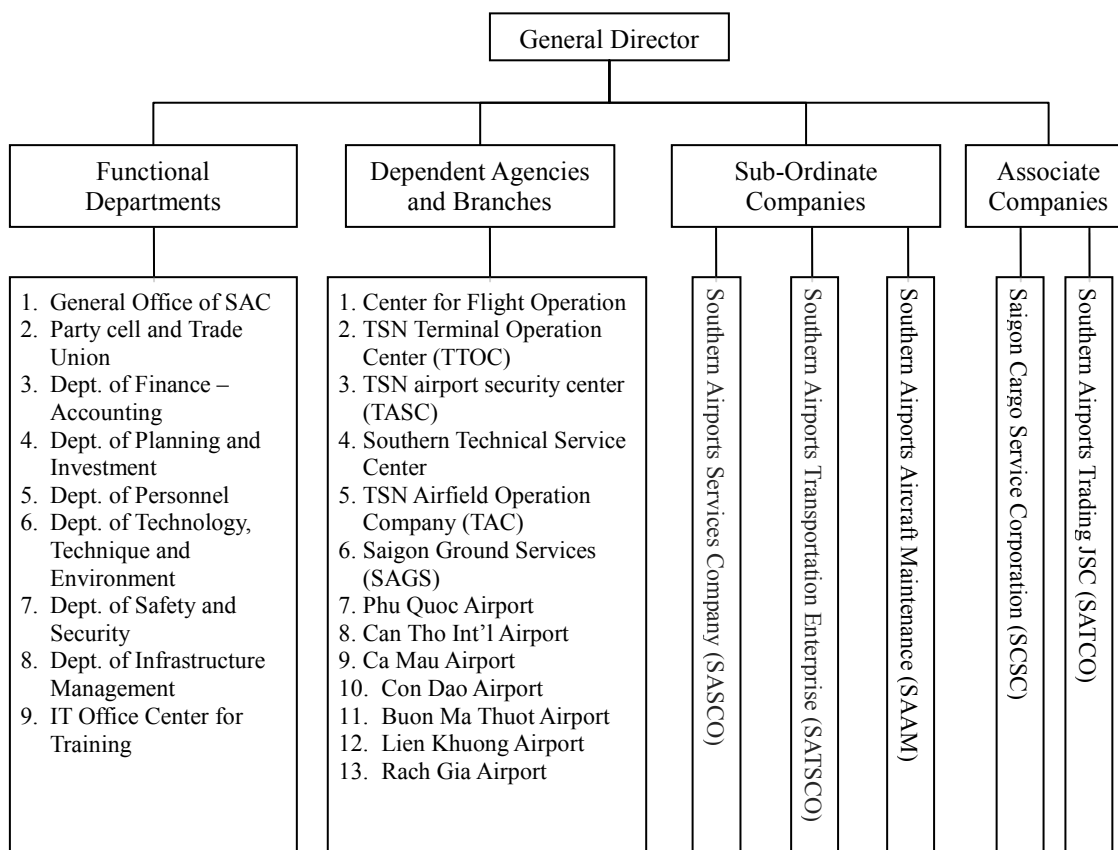 General Director
Functional
Departments
Dependent Agencies
and Branches
Sub-Ordinate
Companies
Associate
Companies
1. General Office of SAC
2. Party cell and Trade
Union
3. Dept. of Finance –
Accounting
4. Dept. of Planning and
Investment
5. Dept. of Personnel
6. Dept. of Technology,
Technique and
Environment
7. Dept. of Safety and
Security
8. Dept. of Infrastructure
Management
9. IT Office Center for
Training
1. Center for Flight Operation
2. TSN Terminal Operation
Center (TTOC)
3. TSN airport security center
(TASC)
4. Southern Technical Service
Center
5. TSN Airfield Operation
Company (TAC)
6. Saigon Ground Services
(SAGS)
7. Phu Quoc Airport
8. Can Tho Int’l Airport
9. Ca Mau Airport
10. Con Dao Airport
11. Buon Ma Thuot Airport
12. Lien Khuong Airport
13. Rach Gia Airport
Southern Airports Services Company (SASCO)
Southern Airports Transportation Enterprise (SATSCO)
Southern Airports Aircraft Maintenance (SAAM)
Saigon Cargo Service Corporation (SCSC)
Southern Airports Trading JSC (SATCO)